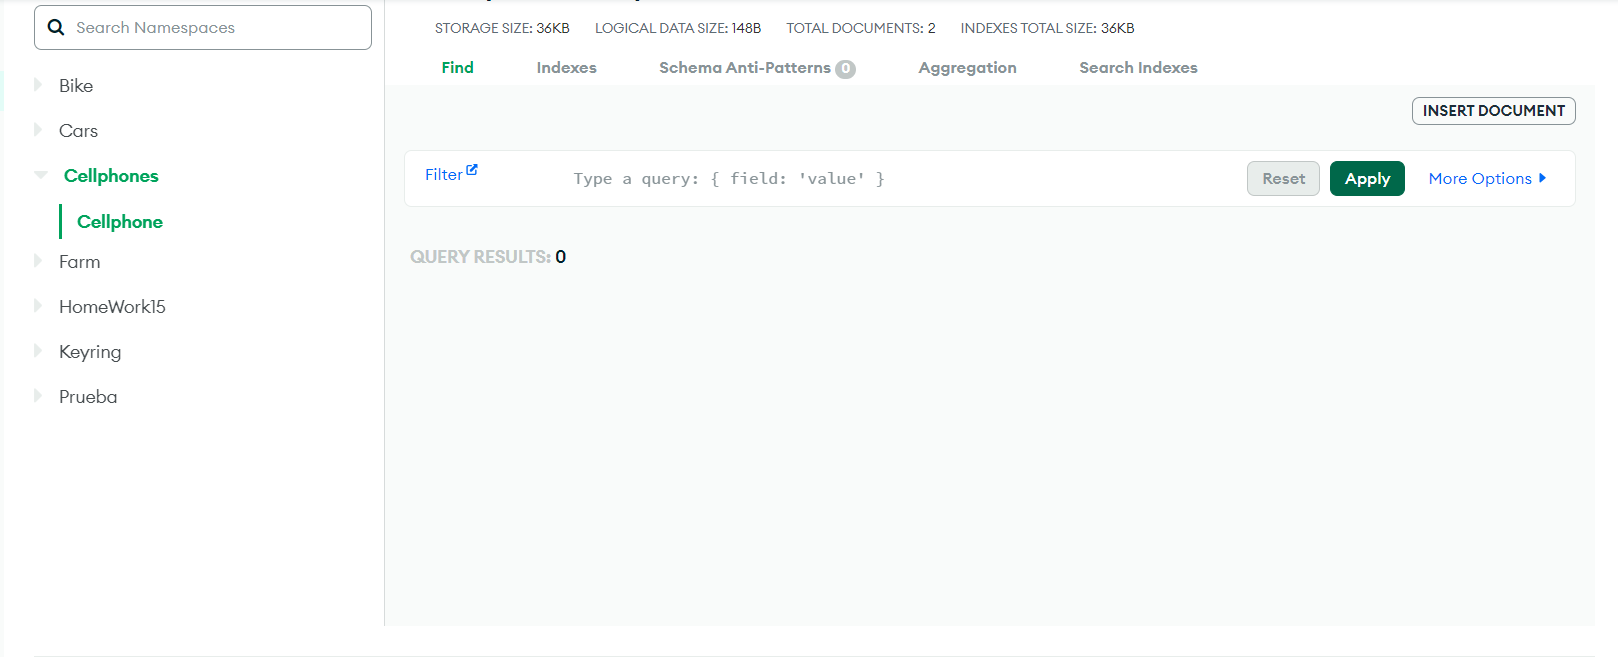 Search Namespaces
Bike
Cars
Cellphones
Cellphone
Farm
HomeWork15
Keyring
Prueba
STORAGE SIZE: 36KB LOGICAL DATA SIZE: 148B TOTAL DOCUMENTS: 2 INDEXES TOTAL SIZE: 36KB
Find Indexes Schema Anti-Patterns 0 Aggregation Search Indexes
INSERT DOCUMENT
Filter Type a query: { field: 'value' } Reset Apply More Options
QUERY RESULTS: 0